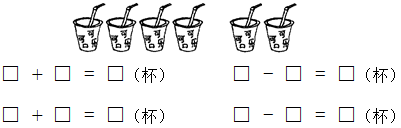 □ + □ = □（杯） □ - □ = □（杯）
□ + □ = □（杯） □ - □ = □（杯）